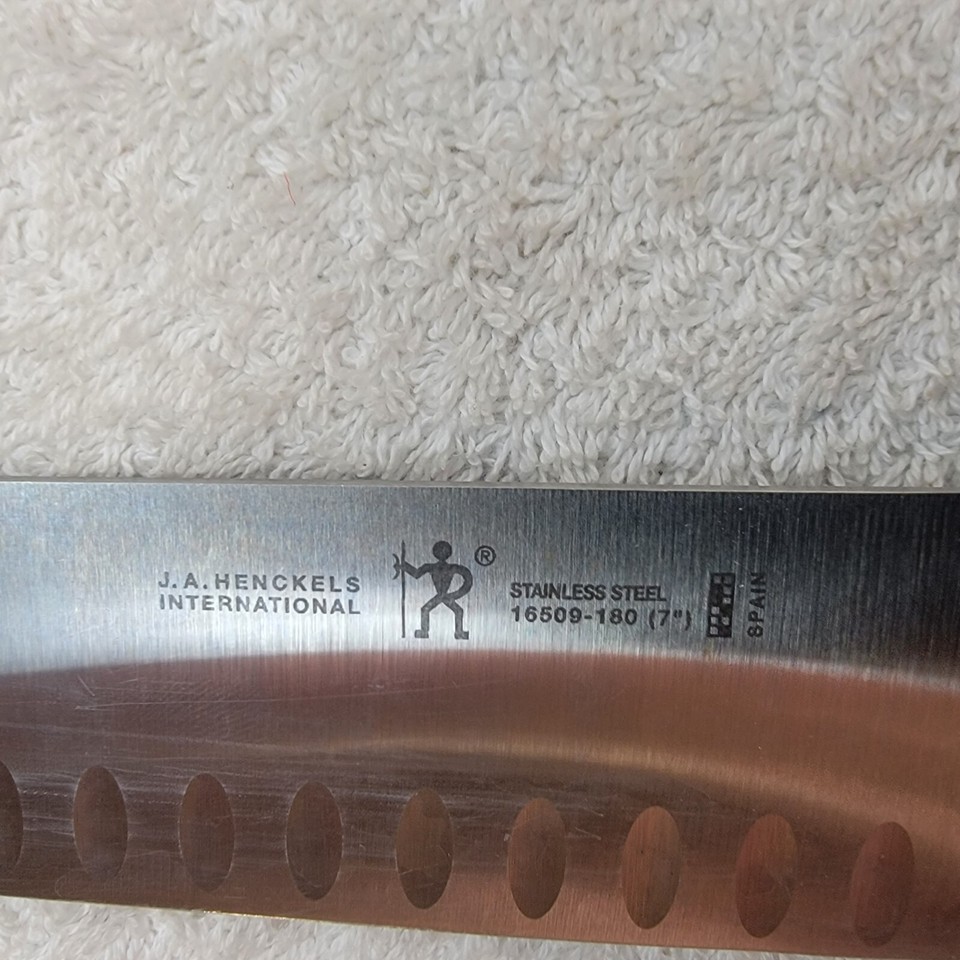 J.A. HENCKELS
INTERNATIONAL
®
STAINLESS STEEL
16509-180 (7")
SPAIN